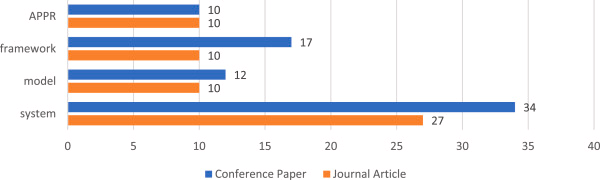 APPR 10
10
framework 17
10
model 12
10
system 34
27
0 5 10 15 20 25 30 35 40
Conference Paper Journal Article